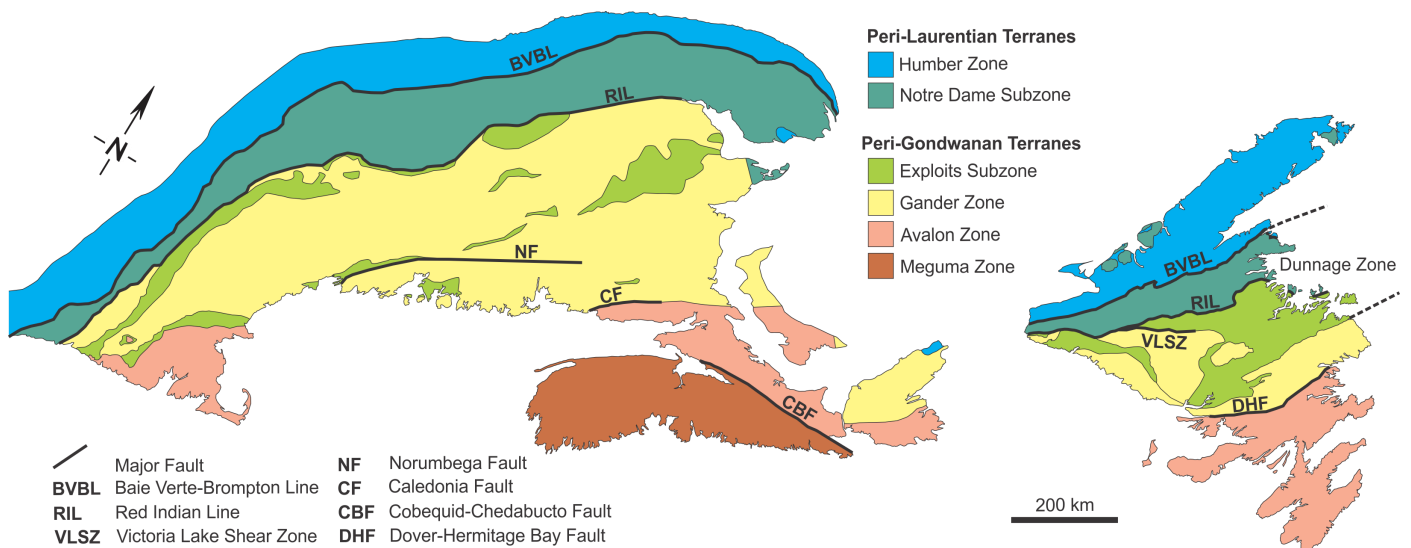 Peri-Laurentian Terranes
Humber Zone
Notre Dame Subzone
Peri-Gondwanan Terranes
Exploits Subzone
Gander Zone
Avalon Zone
Meguma Zone
BVBL
RIL
N
NF
CF
CBF
BVBL
Dunnage Zone
RIL
VLSZ
DHF
Major Fault
BVBL Baie Verte-Brompton Line
RIL Red Indian Line
VLSZ Victoria Lake Shear Zone
NF Norumbega Fault
CF Caledonia Fault
CBF Cobequid-Chedabucto Fault
DHF Dover-Hermitage Bay Fault
200 km